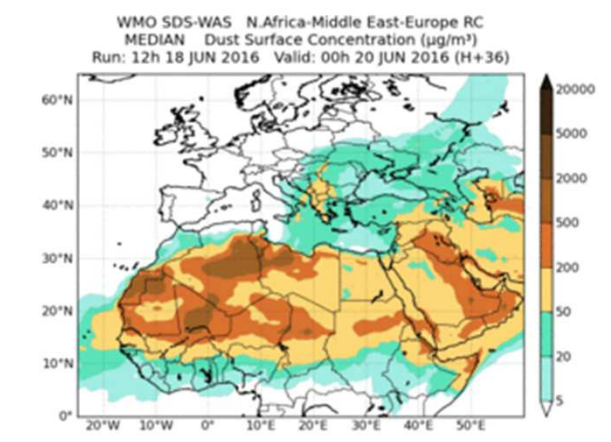 WMO SDS-WAS N.Africa-Middle East-Europe RC
MEDIAN Dust Surface Concentration (µg/m³)
Run: 12h 18 JUN 2016 Valid: 00h 20 JUN 2016 (H+36)
60°N
50°N
40°N
30°N
20°N
10°N
0°
20°W 10°W 0° 10°E 20°E 30°E 40°E 50°E
20000
5000
2000
500
200
50
20
5